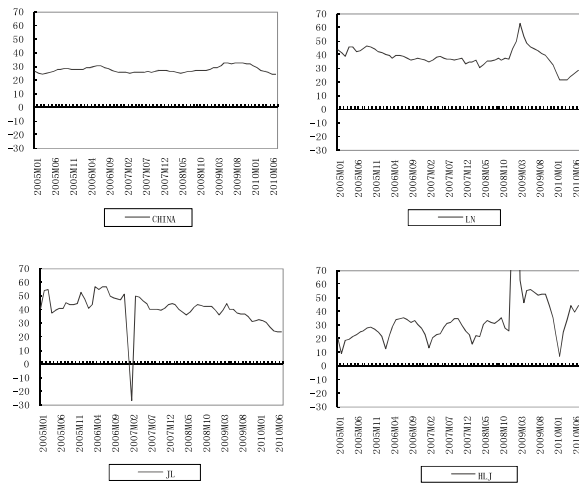 70
60
50
40
30
20
10
0
-10
-20
-30
2005M01
2005M06
2005M11
2006M04
2006M09
2007M02
2007M07
2007M12
2008M05
2008M10
2009M03
2009M08
2010M01
2010M06
CHINA
70
60
50
40
30
20
10
0
-10
-20
-30
2005M01
2005M06
2005M11
2006M04
2006M09
2007M02
2007M07
2007M12
2008M05
2008M10
2009M03
2009M08
2010M01
2010M06
LN
70
60
50
40
30
20
10
0
-10
-20
-30
2005M01
2005M06
2005M11
2006M04
2006M09
2007M02
2007M07
2007M12
2008M05
2008M10
2009M03
2009M08
2010M01
2010M06
JL
70
60
50
40
30
20
10
0
-10
-20
-30
2005M01
2005M06
2005M11
2006M04
2006M09
2007M02
2007M07
2007M12
2008M05
2008M10
2009M03
2009M08
2010M01
2010M06
HLJ